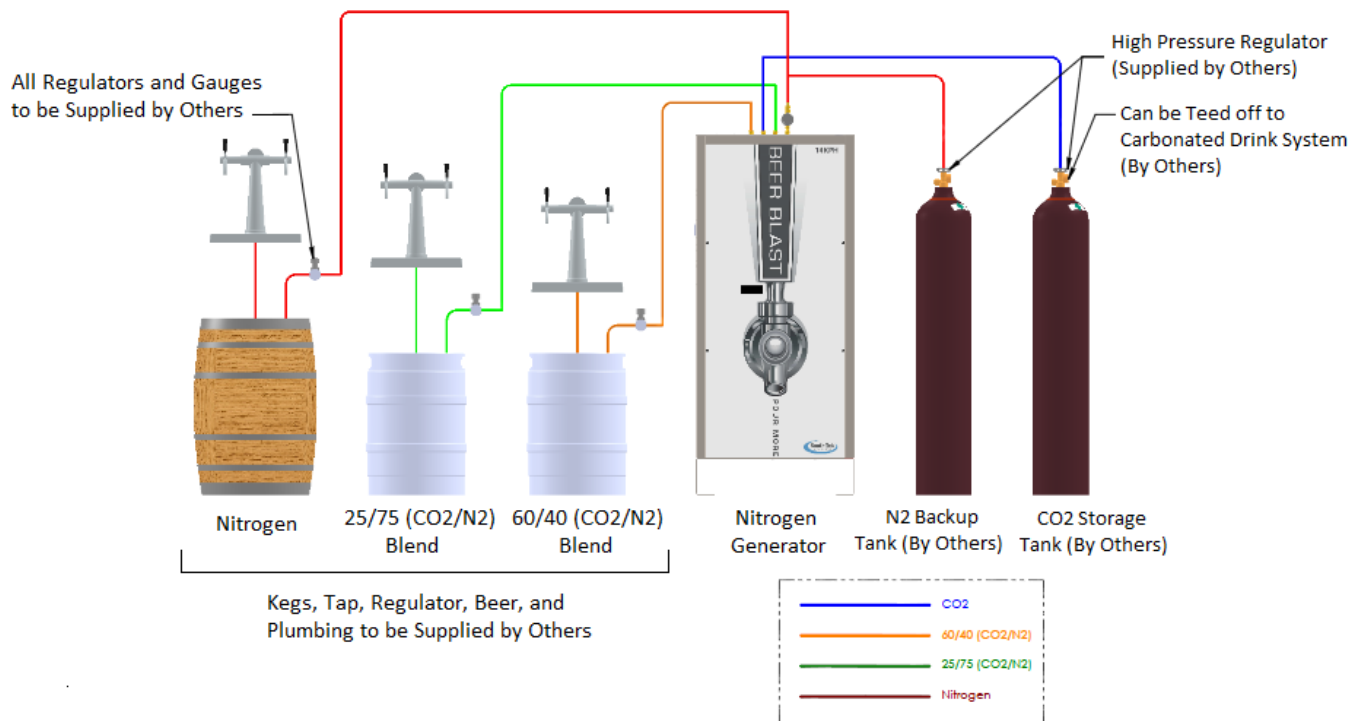 High Pressure Regulator
(Supplied by Others)
All Regulators and Gauges
to be Supplied by Others
Can be Teed off to
Carbonated Drink System
(By Others)
14KPH
BEER BLAST
POUR MORE
Nitrogen
25/75 (CO2/N2)
Blend
60/40 (CO2/N2)
Blend
Nitrogen
Generator
N2 Backup
Tank (By Others)
CO2 Storage
Tank (By Others)
Kegs, Tap, Regulator, Beer, and
Plumbing to be Supplied by Others
CO2
60/40 (CO2/N2)
25/75 (CO2/N2)
Nitrogen